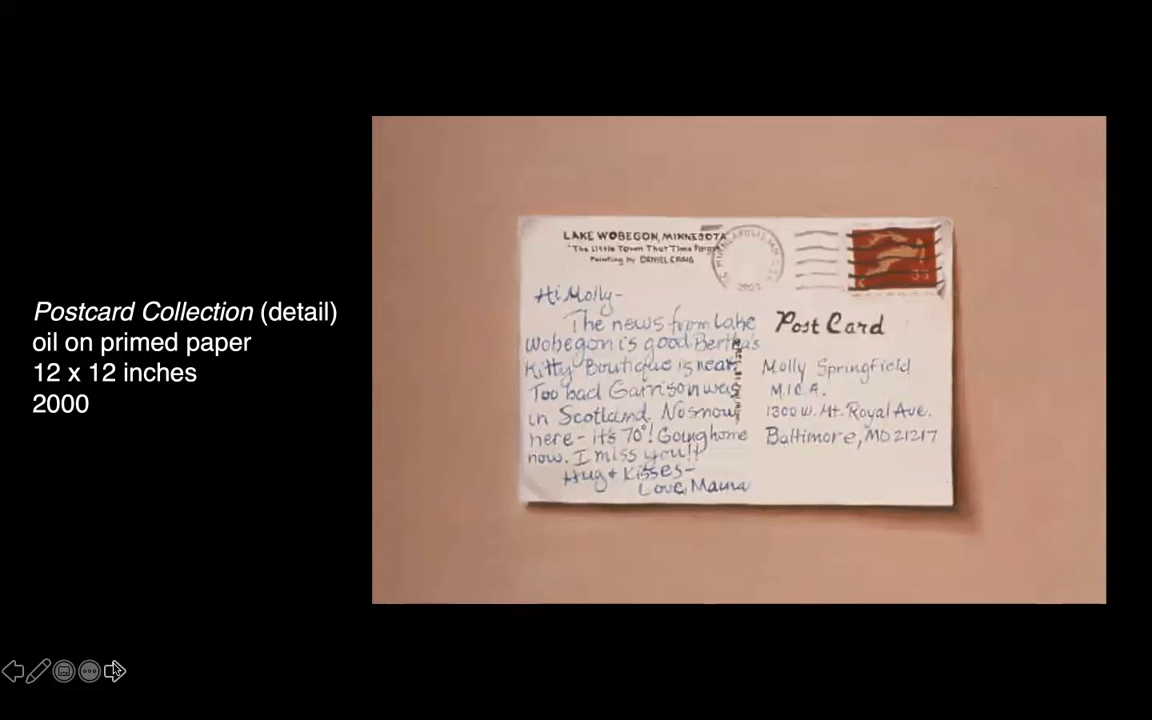 Postcard Collection (detail)
oil on primed paper
12 x 12 inches
2000
LAKE WOBEGON, MINNESOTA
"The Little Town That Time
Painting by DANIEL CRAIG
Hi Molly-
The news from Lake
Wobegon is good. Bertha's
Kitty Boutique is near.
Too bad Garrison was
in Scotland. No snow
here - it's 70°! Going home
now. I miss you!!
Hug + Kisses-
Love, Mama
Post Card
Molly Springfield
M.I.C.A.
1300 W. Mt. Royal Ave.
Baltimore, MD 21217